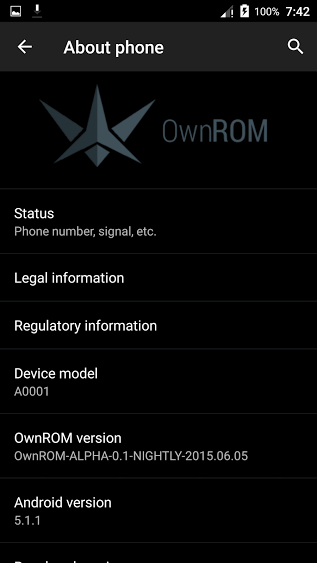 100% 7:42
About phone
OwnROM
Status
Phone number, signal, etc.
Legal information
Regulatory information
Device model
A0001
OwnROM version
OwnROM-ALPHA-0.1-NIGHTLY-2015.06.05
Android version
5.1.1